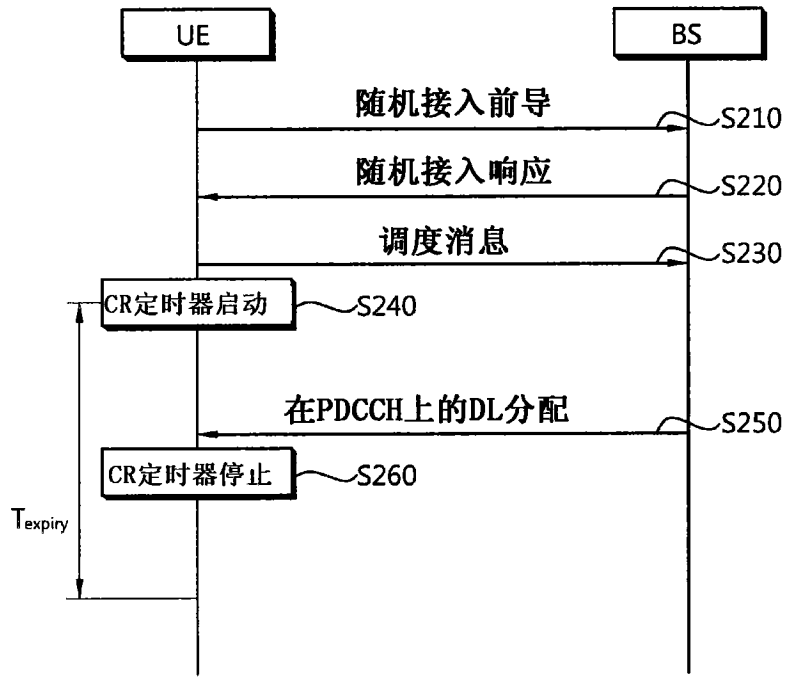 UE
BS
随机接入前导
S210
随机接入响应
S220
调度消息
S230
CR定时器启动
S240
在PDCCH上的DL分配
S250
CR定时器停止
S260
Texpiry